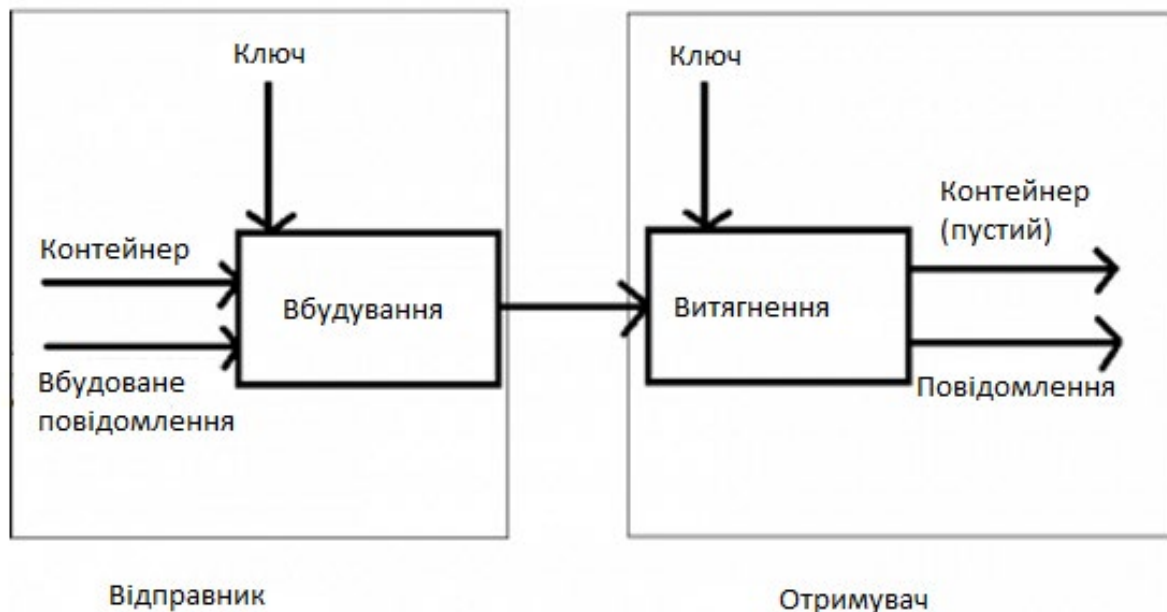 Ключ
Контейнер
Вбудоване
повідомлення
Вбудування
Відправник
Ключ
Витягнення
Контейнер
(пустий)
Повідомлення
Отримувач